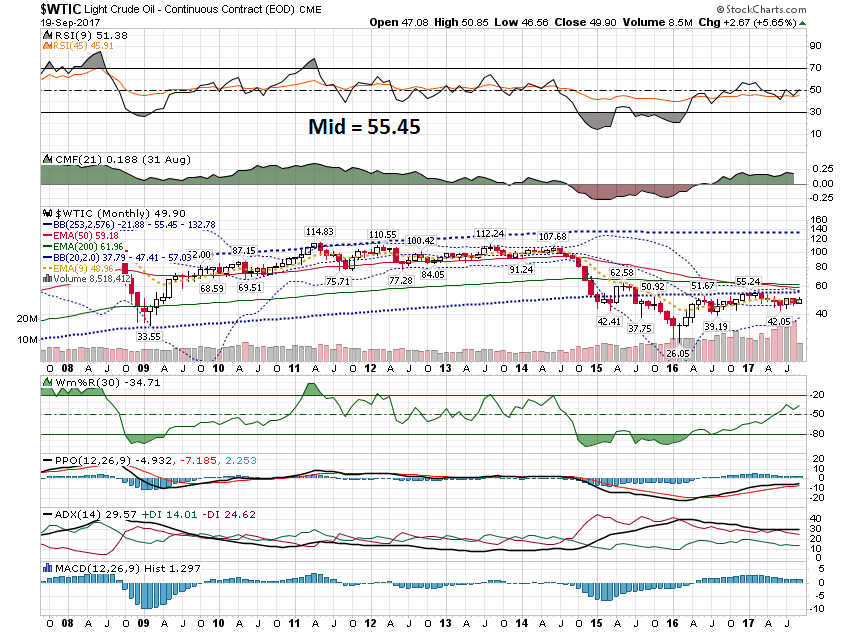 $WTIC Light Crude Oil - Continuous Contract (EOD) CME
© StockCharts.com
19-Sep-2017
Open 47.08 High 50.85 Low 46.56 Close 49.90 Volume 8.5M Chg +2.67 (+5.65%)
RSI(9) 51.38
RSI(45) 45.91
90
70
50
30
10
Mid = 55.45
CMF(21) 0.188 (31 Aug)
0.25
0.00
-0.25
$WTIC (Monthly) 49.90
BB(253,2.576) -21.88 - 55.45 - 132.78
EMA(50) 59.18
EMA(200) 61.96
BB(20,2.0) 37.79 - 47.41 - 57.03
EMA(9) 48.96
Volume 8,518,412
114.83
110.55
100.42
112.24
107.68
87.15
2.00
68.59
69.51
75.71
77.28
84.05
91.24
62.58
50.92
51.67
55.24
33.55
42.41
37.75
26.05
39.19
42.05
160
140
120
100
80
60
40
20M
10M
O 08 A J O 09 A J O 10 A J O 11 A J O 12 A J O 13 A J O 14 A J O 15 A J O 16 A J O 17 A J
Wm%R(30) -34.71
-20
-50
-80
PPO(12,26,9) -4.932, -7.185, 2.253
20
10
0
-10
-20
ADX(14) 29.57 +DI 14.01 -DI 24.62
40
30
20
10
0
MACD(12,26,9) Hist 1.297
5
0
-5
-10
O 08 A J O 09 A J O 10 A J O 11 A J O 12 A J O 13 A J O 14 A J O 15 A J O 16 A J O 17 A J